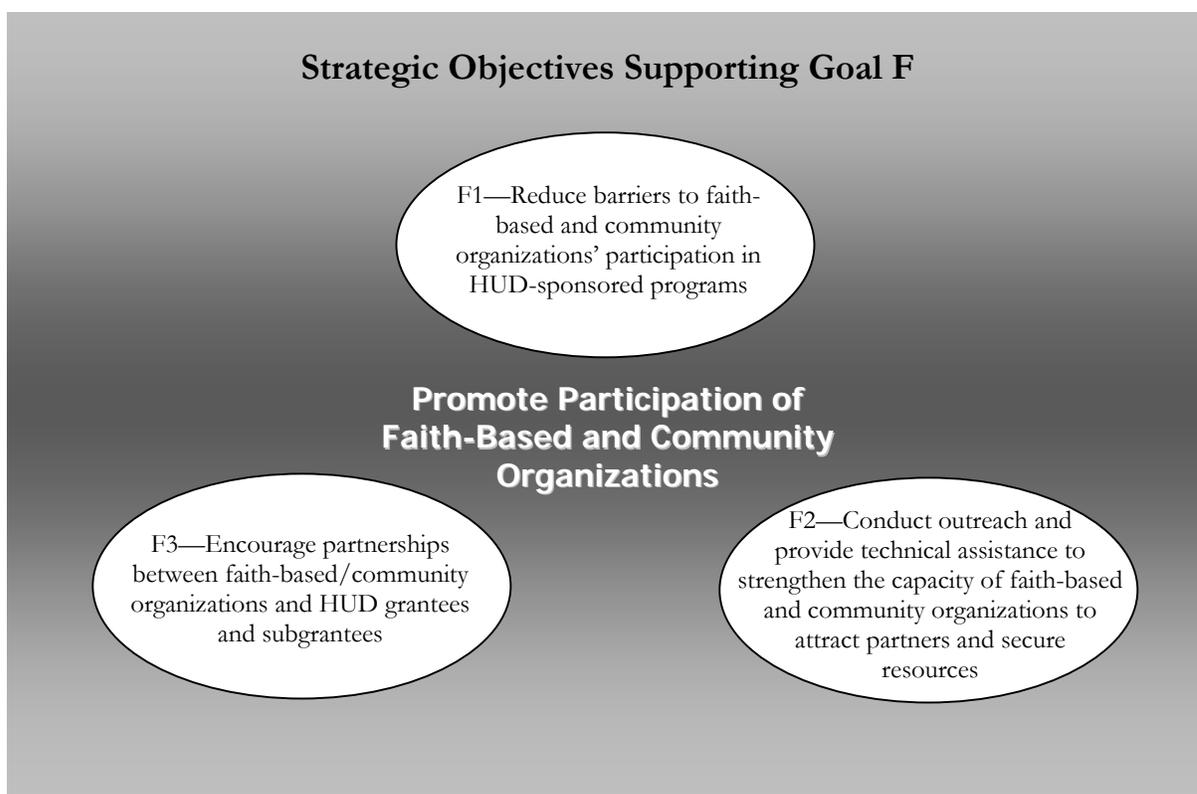 Strategic Objectives Supporting Goal F
F1—Reduce barriers to faith-
based and community
organizations’ participation in
HUD-sponsored programs
Promote Participation of
Faith-Based and Community
Organizations
F3—Encourage partnerships
between faith-based/community
organizations and HUD grantees
and subgrantees
F2—Conduct outreach and
provide technical assistance to
strengthen the capacity of faith-based
and community organizations to
attract partners and secure
resources